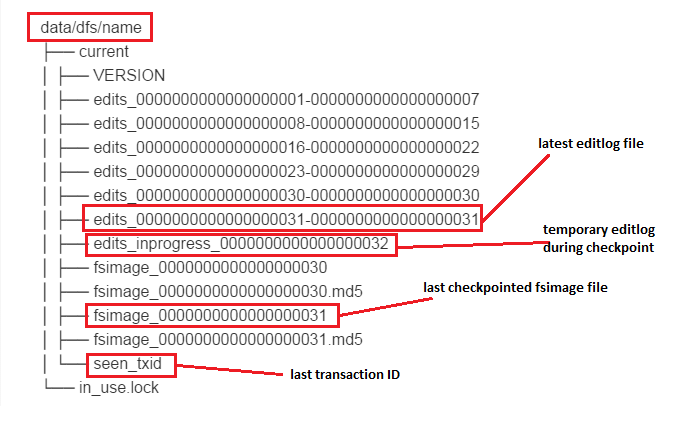 data/dfs/name
current
VERSION
edits_0000000000000000001-0000000000000000007
edits_0000000000000000008-0000000000000000015
edits_0000000000000000016-0000000000000000022
edits_0000000000000000023-0000000000000000029
edits_0000000000000000030-0000000000000000030
edits_0000000000000000031-0000000000000000031
edits_inprogress_0000000000000000032
fsimage_0000000000000000030
fsimage_0000000000000000030.md5
fsimage_0000000000000000031
fsimage_0000000000000000031.md5
seen_txid
in_use.lock
latest editlog file
temporary editlog
during checkpoint
last checkpointed fsimage file
last transaction ID